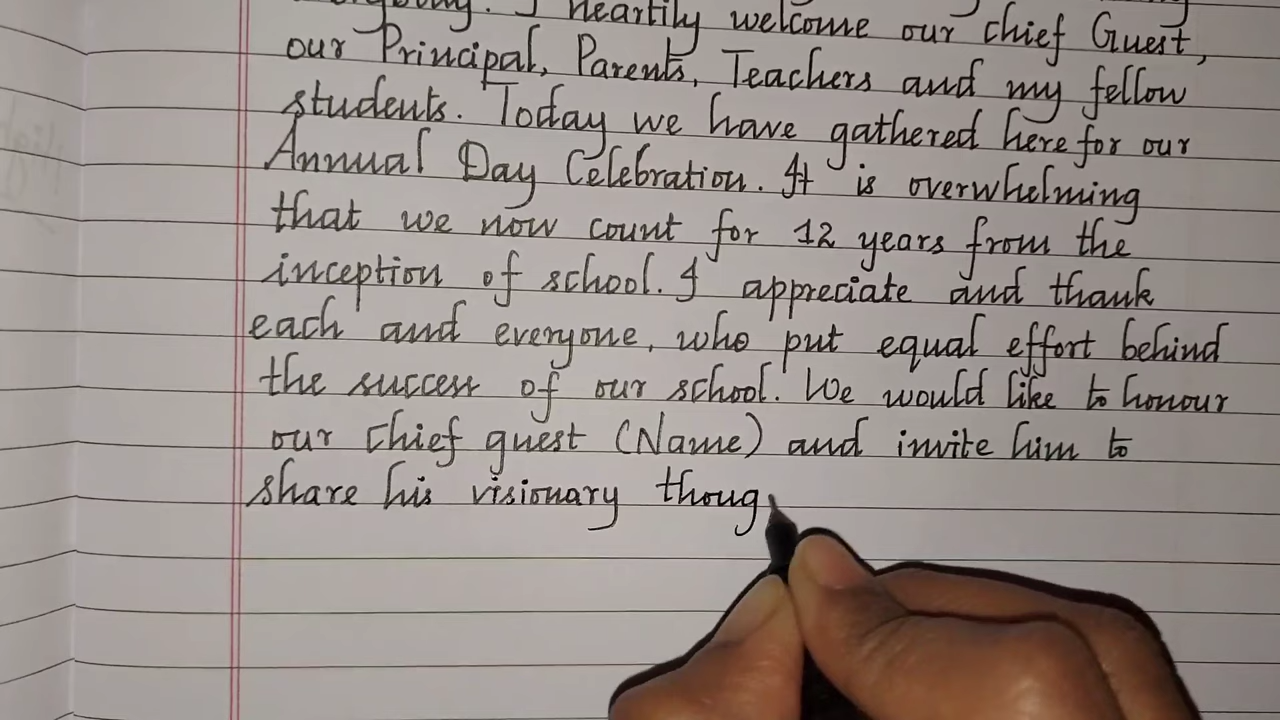 I heartily welcome our chief Guest,
our Principal, Parents, Teachers and my fellow
students. Today we have gathered here for our
Annual Day Celebration. It is overwhelming
that we now count for 12 years from the
inception of school. I appreciate and thank
each and everyone, who put equal effort behind
the success of our school. We would like to honour
our chief guest (Name) and invite him to
share his visionary thoug